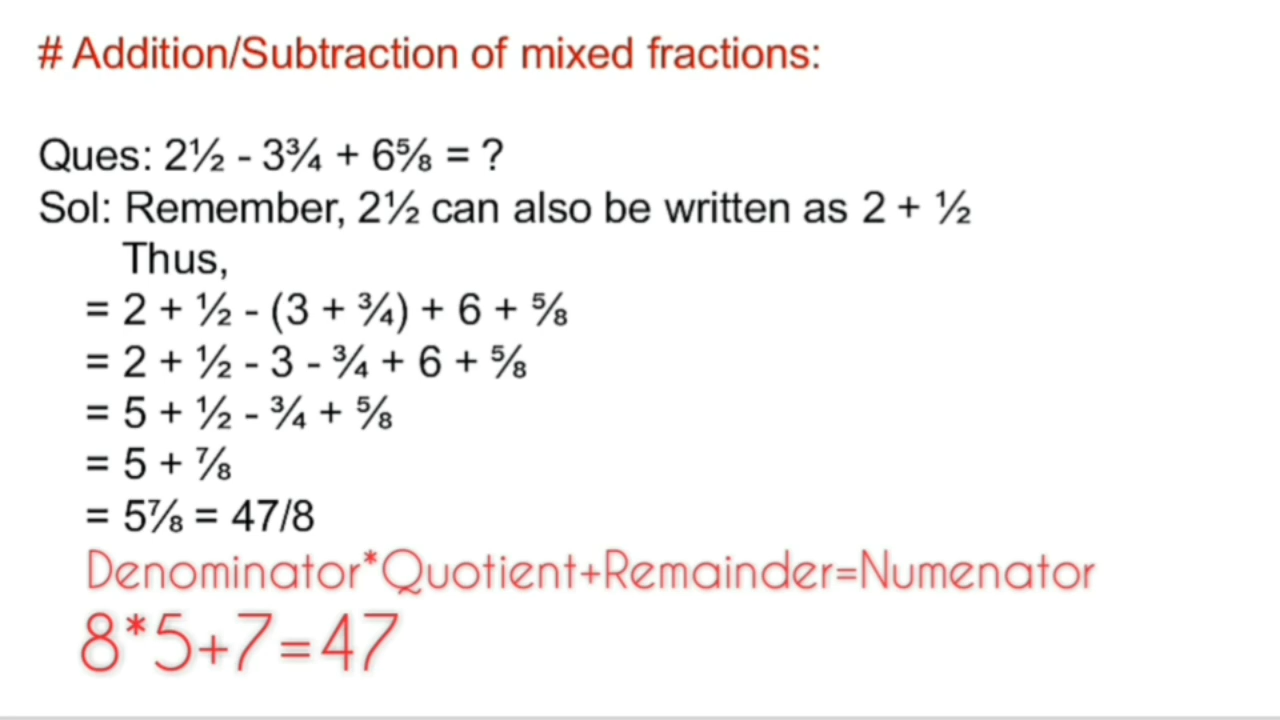 # Addition/Subtraction of mixed fractions:
Ques: 2½ - 3¾ + 6⅝ = ?
Sol: Remember, 2½ can also be written as 2 + ½
Thus,
= 2 + ½ - (3 + ¾) + 6 + ⅝
= 2 + ½ - 3 - ¾ + 6 + ⅝
= 5 + ½ - ¾ + ⅝
= 5 + ⅞
= 5⅞ = 47/8
Denominator*Quotient+Remainder=Numenator
8*5+7=47